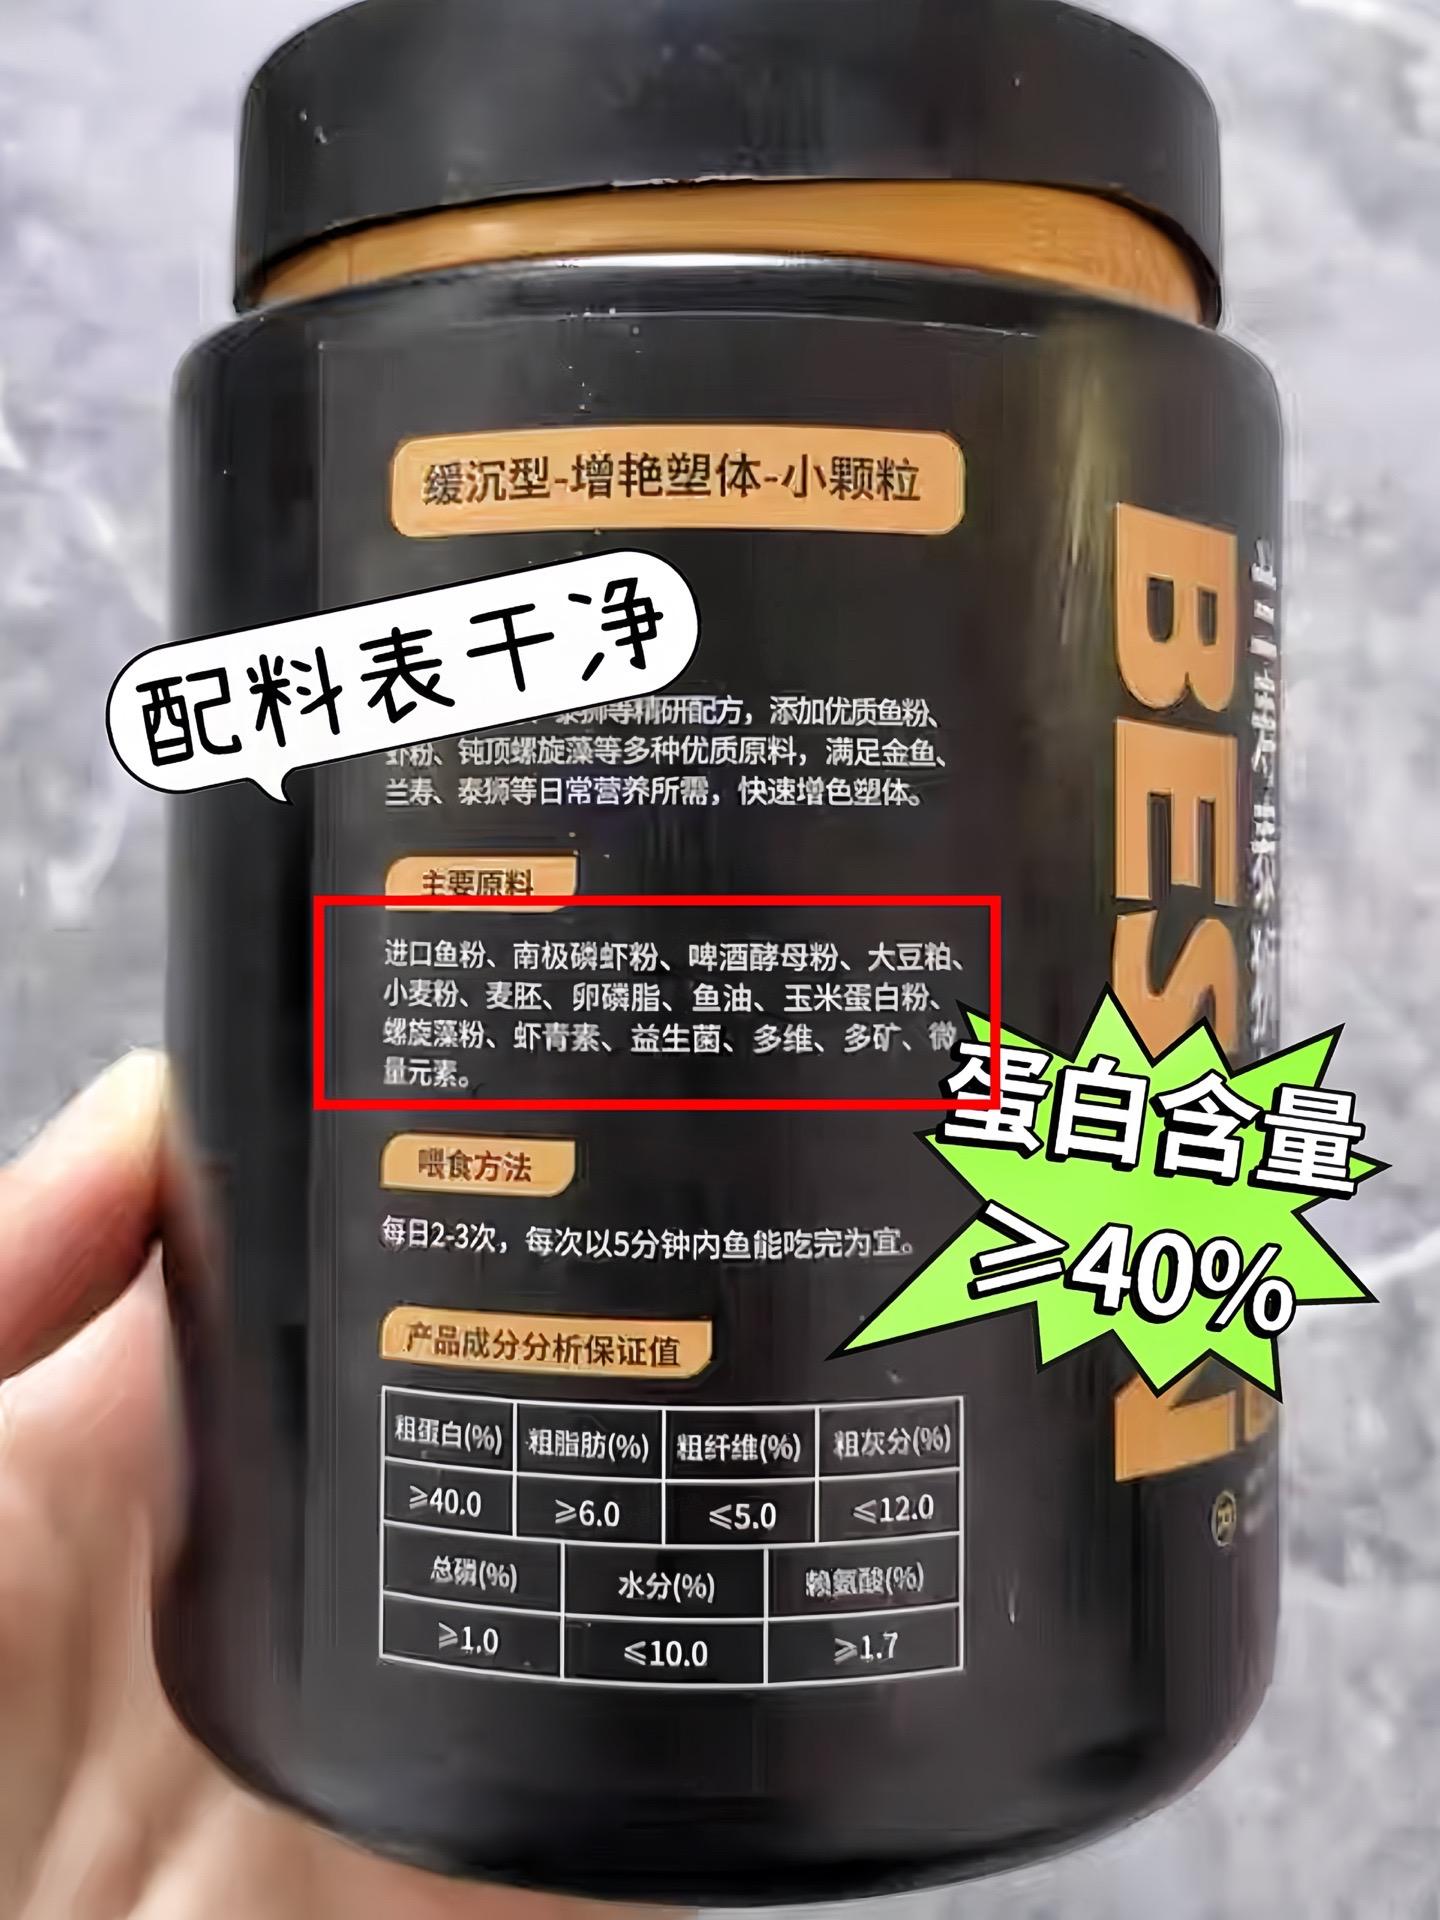 缓沉型-增艳塑体-小颗粒
配料表干净
泰狮等精研配方，添加优质鱼粉、
虾粉、钝顶螺旋藻等多种优质原料，满足金鱼、
兰寿、泰狮等日常营养所需，快速增色塑体。
主要原料
进口鱼粉、南极磷虾粉、啤酒酵母粉、大豆粕、
小麦粉、麦胚、卵磷脂、鱼油、玉米蛋白粉、
螺旋藻粉、虾青素、益生菌、多维、多矿、微
量元素。
蛋白含量
≥40%
喂食方法
每日2-3次，每次以5分钟内鱼能吃完为宜。
产品成分分析保证值
粗蛋白(%) 粗脂肪(%) 粗纤维(%) 粗灰分(%)
≥40.0 ≥6.0 ≤5.0 ≤12.0
总磷(%) 水分(%) 赖氨酸(%)
≥1.0 ≤10.0 ≥1.7
BES